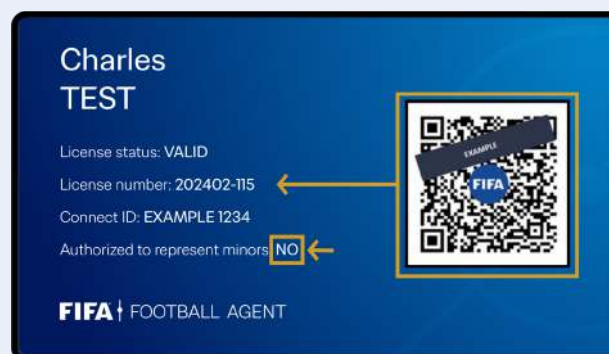 Charles
TEST
License status: VALID
License number: 202402-115
Connect ID: EXAMPLE 1234
Authorized to represent minors NO
FIFA FOOTBALL AGENT
EXAMPLE
FIFA